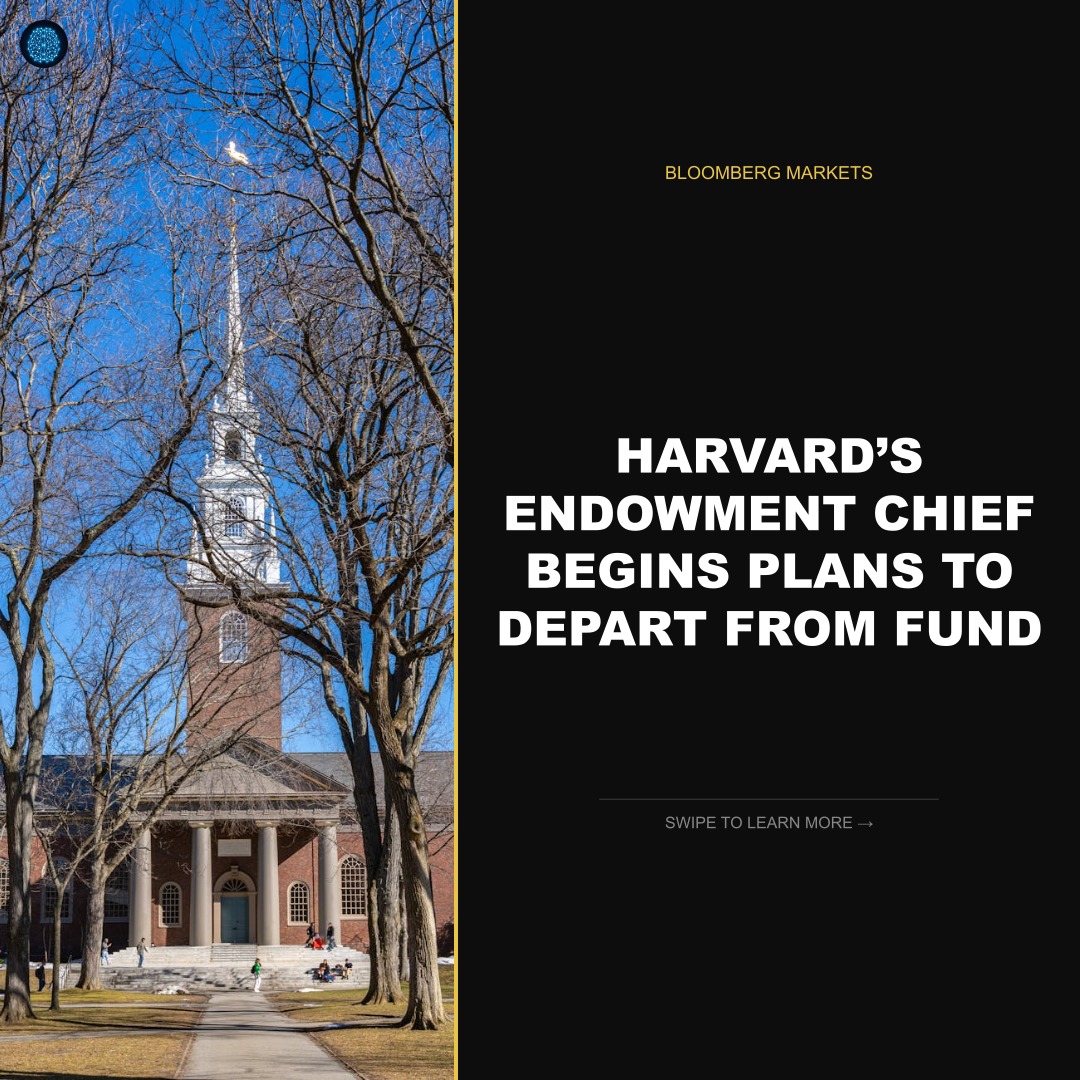 BLOOMBERG MARKETS
HARVARD’S
ENDOWMENT CHIEF
BEGINS PLANS TO
DEPART FROM FUND
SWIPE TO LEARN MORE →